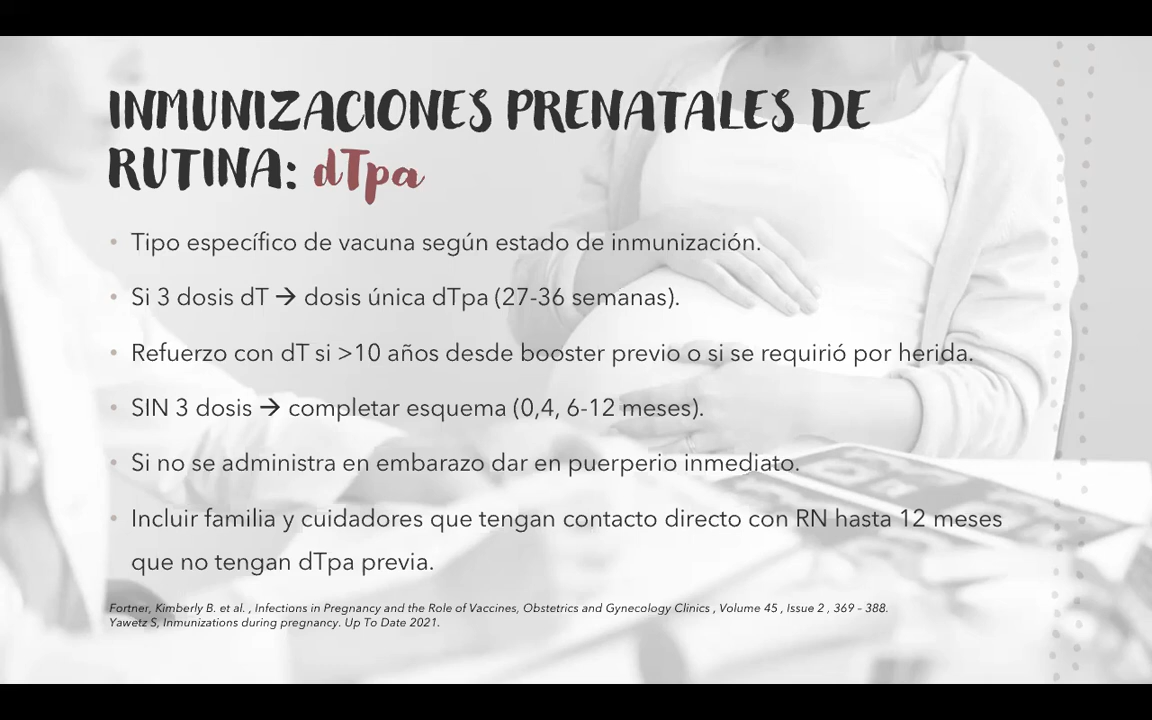 INMUNIZACIONES PRENATALES DE
RUTINA: dTpa
• Tipo específico de vacuna según estado de inmunización.
• Si 3 dosis dT → dosis única dTpa (27-36 semanas).
• Refuerzo con dT si >10 años desde booster previo o si se requirió por herida.
• SIN 3 dosis → completar esquema (0,4, 6-12 meses).
• Si no se administra en embarazo dar en puerperio inmediato.
• Incluir familia y cuidadores que tengan contacto directo con RN hasta 12 meses
que no tengan dTpa previa.
Fortner, Kimberly B. et al. , Infections in Pregnancy and the Role of Vaccines, Obstetrics and Gynecology Clinics , Volume 45 , Issue 2 , 369 – 388.
Yawetz S, Inmunizations during pregnancy. Up To Date 2021.